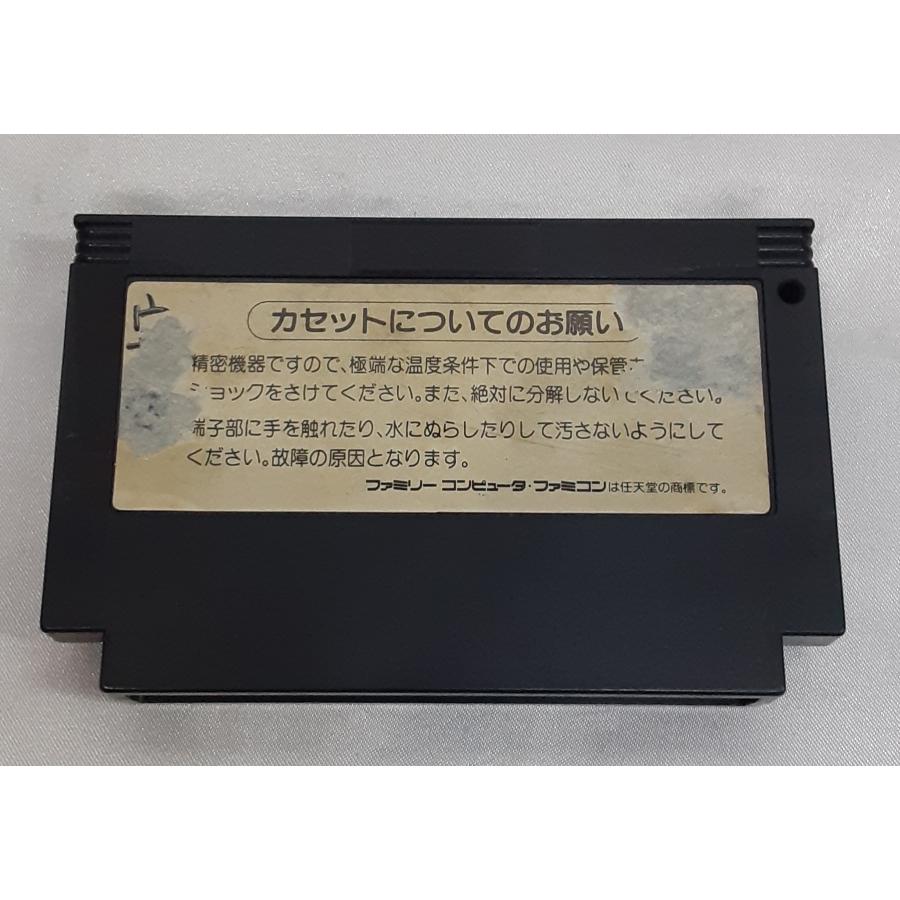 カセットについてのお願い
精密機器ですので、極端な温度条件下での使用や保管
ショックをさけてください。また、絶対に分解しないでください。
端子部に手を触れたり、水にぬらしたりして汚さないようにして
ください。故障の原因となります。
ファミリー コンピュータ・ファミコンは任天堂の商標です。